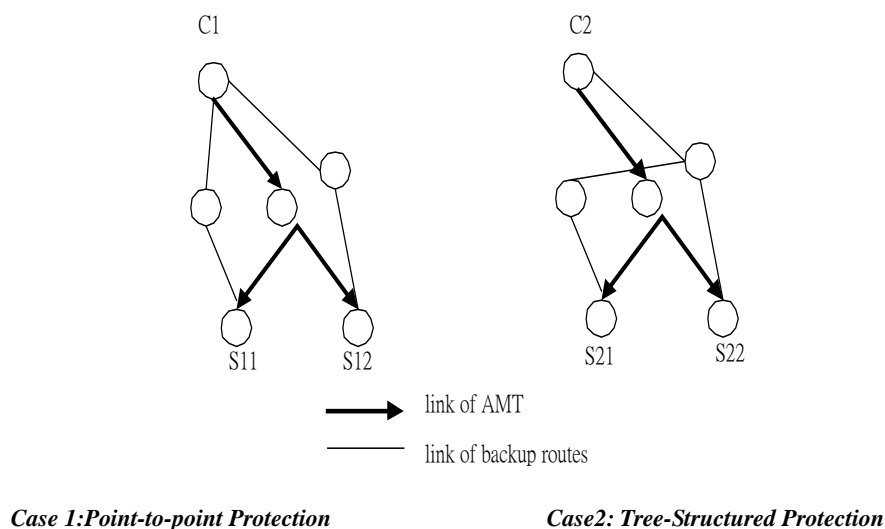 C1
C2
S11
S12
S21
S22
link of AMT
link of backup routes
Case 1:Point-to-point Protection
Case2: Tree-Structured Protection